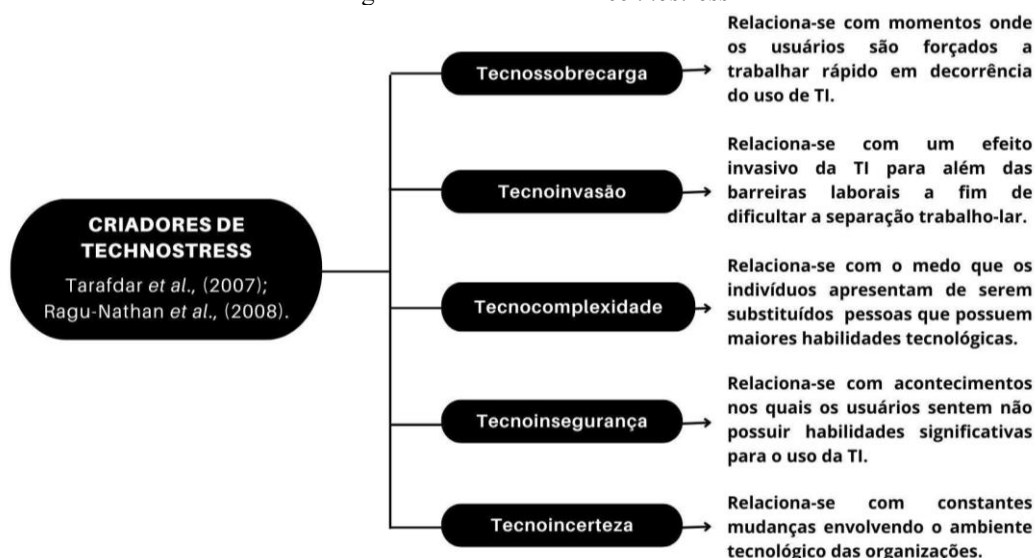 Relaciona-se com momentos onde
os usuários são forçados a
trabalhar rápido em decorrência
do uso de TI.
Tecnossobrecarga
Relaciona-se com um efeito
invasivo da TI para além das
barreiras laborais a fim de
dificultar a separação trabalho-lar.
Tecnoinvasão
CRIADORES DE
TECHNOSTRESS
Tarafdar et al., (2007);
Ragu-Nathan et al., (2008).
Relaciona-se com o medo que os
indivíduos apresentam de serem
substituídos pessoas que possuem
maiores habilidades tecnológicas.
Tecnocomplexidade
Relaciona-se com acontecimentos
nos quais os usuários sentem não
possuir habilidades significativas
para o uso da TI.
Tecnoinsegurança
Relaciona-se com constantes
mudanças envolvendo o ambiente
tecnológico das organizações.
Tecnoincerteza